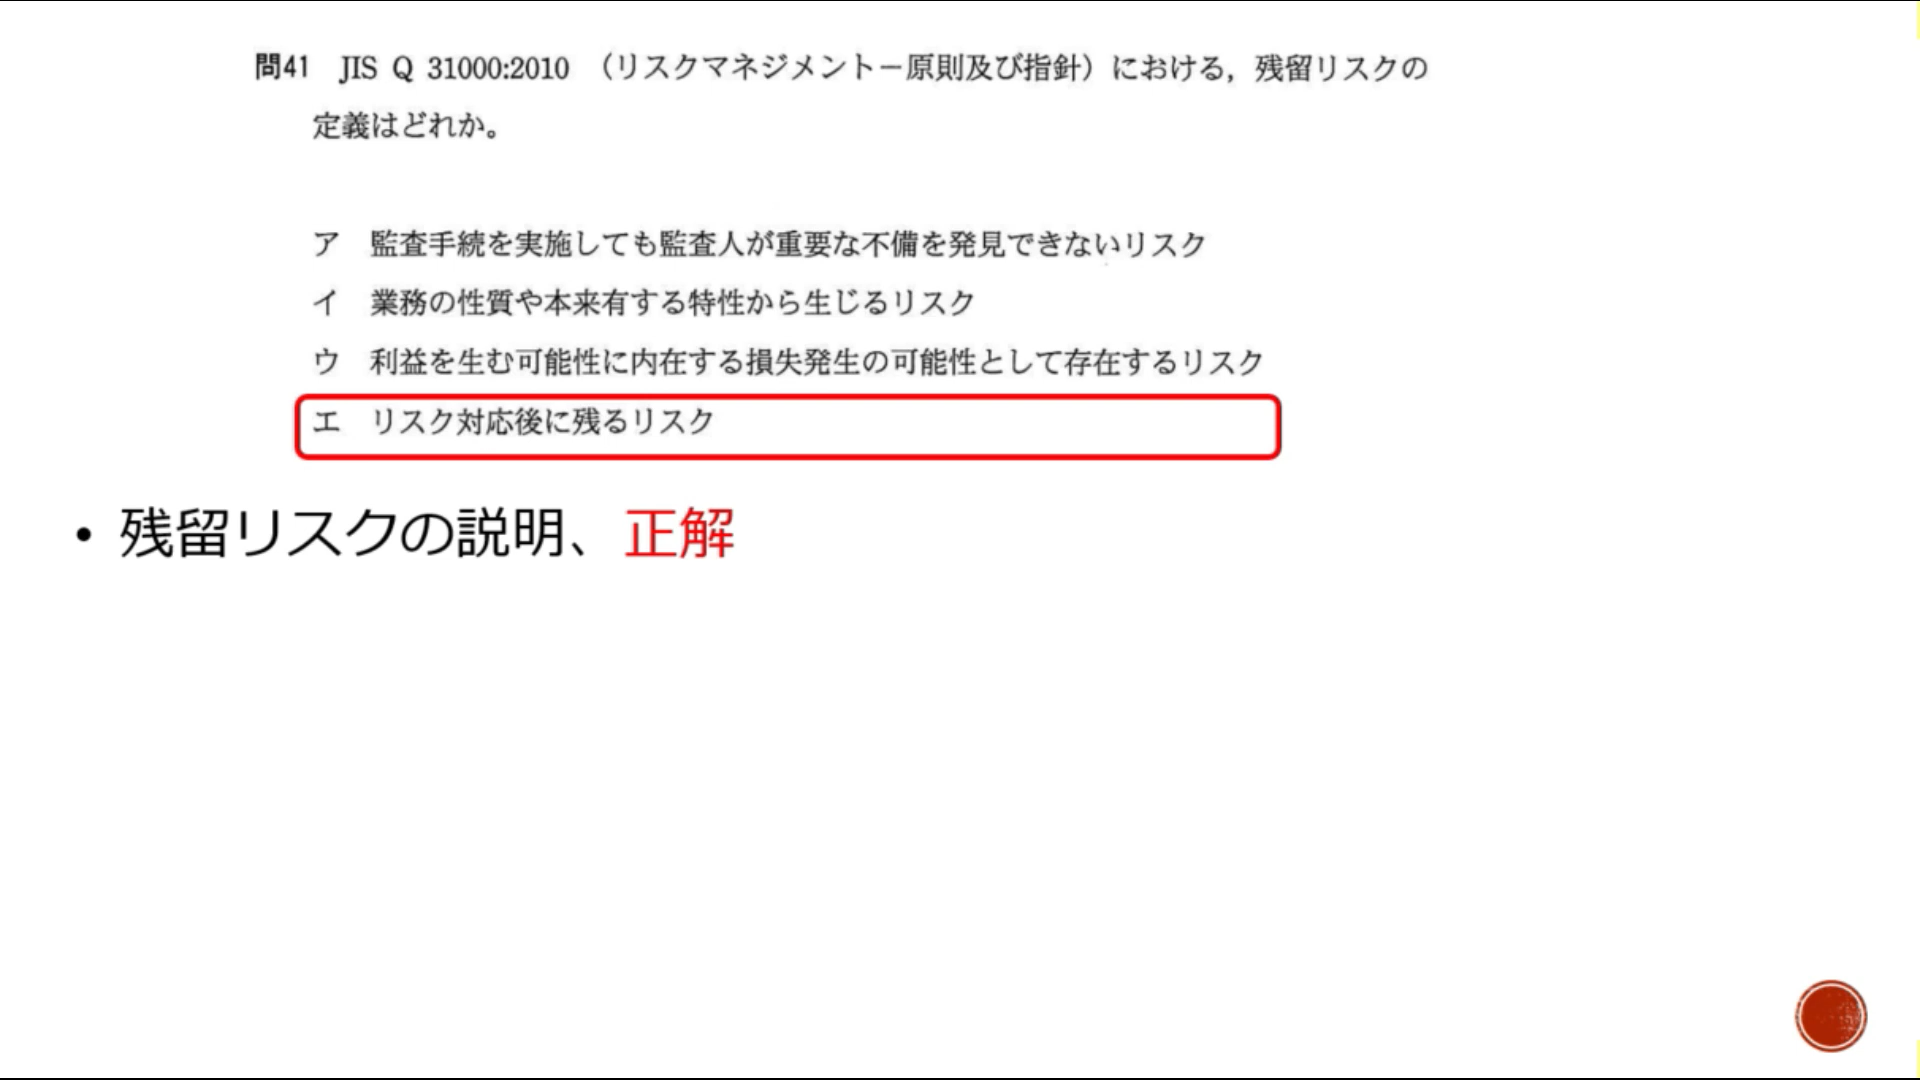 問41 JIS Q 31000:2010 （リスクマネジメント－原則及び指針）における，残留リスクの
定義はどれか。
ア 監査手続を実施しても監査人が重要な不備を発見できないリスク
イ 業務の性質や本来有する特性から生じるリスク
ウ 利益を生む可能性に内在する損失発生の可能性として存在するリスク
エ リスク対応後に残るリスク
• 残留リスクの説明、正解